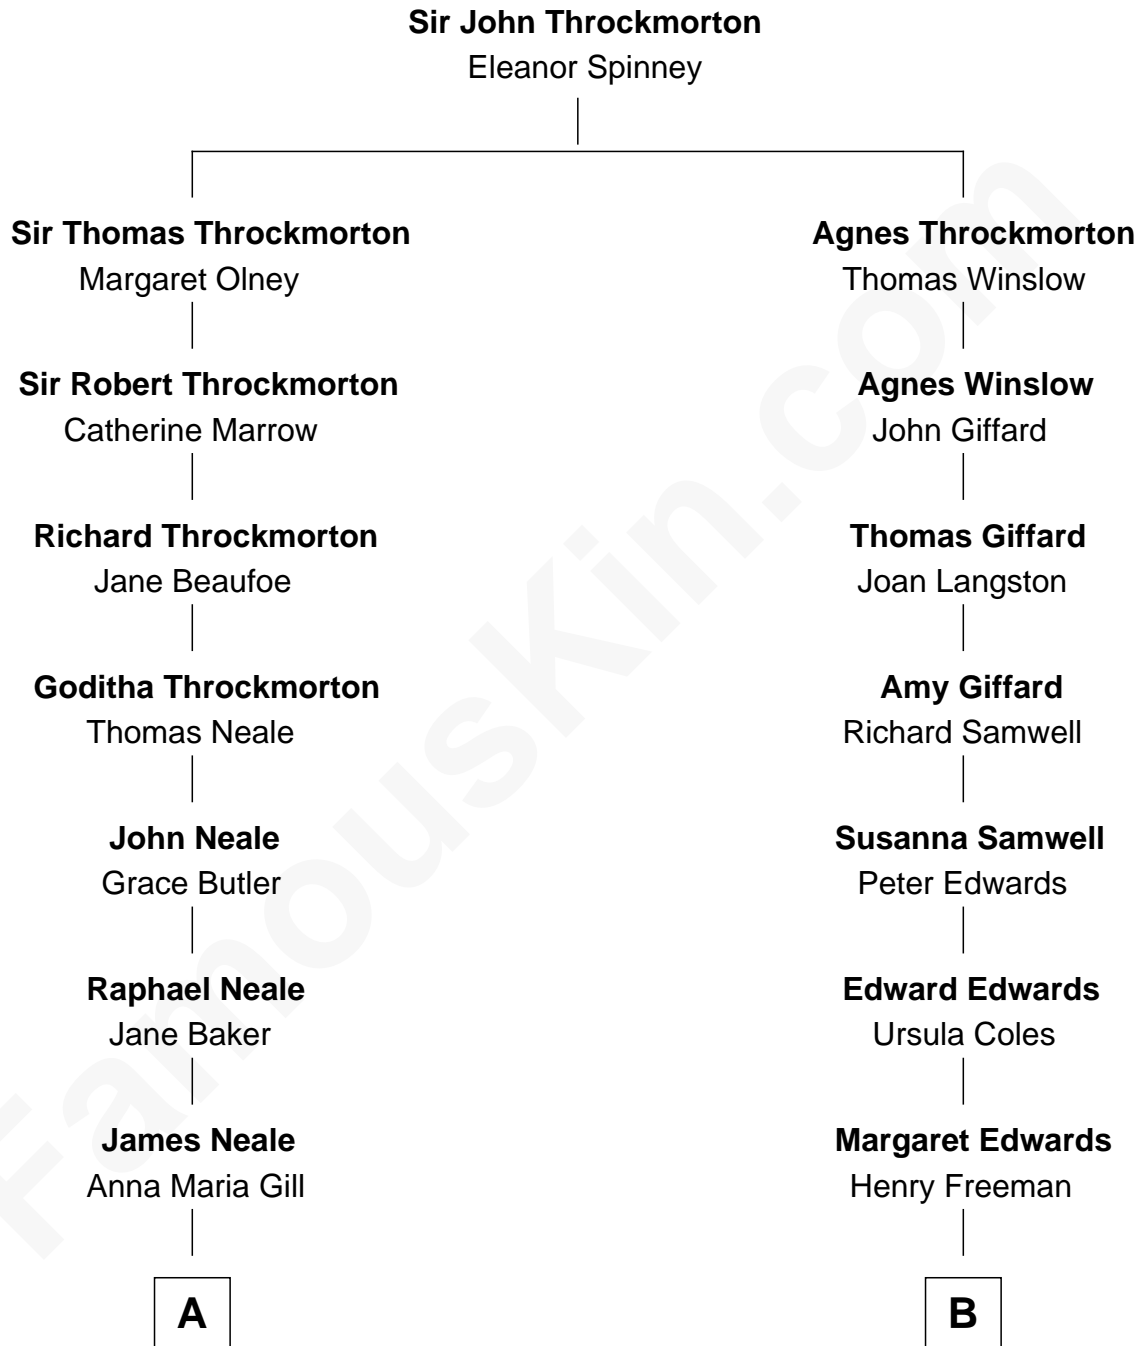 Sir John Throckmorton
Eleanor Spinney
Sir Thomas Throckmorton
Margaret Olney
Sir Robert Throckmorton
Catherine Marrow
Richard Throckmorton
Jane Beaufoe
Goditha Throckmorton
Thomas Neale
John Neale
Grace Butler
Raphael Neale
Jane Baker
James Neale
Anna Maria Gill
A
Agnes Throckmorton
Thomas Winslow
Agnes Winslow
John Giffard
Thomas Giffard
Joan Langston
Amy Giffard
Richard Samwell
Susanna Samwell
Peter Edwards
Edward Edwards
Ursula Coles
Margaret Edwards
Henry Freeman
B
FamousKin.com